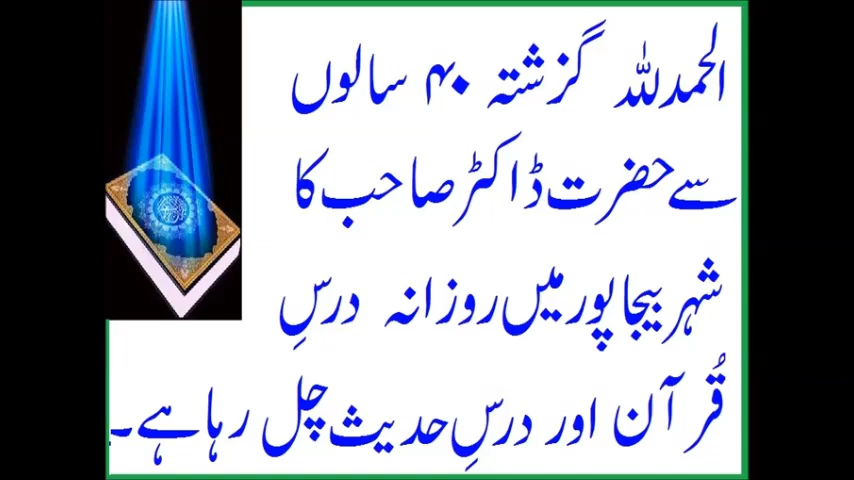 الحمدللہ گزشتہ ۴۰ سالوں
سے حضرت ڈاکٹر صاحب کا
شہر بیجاپور میں روزانہ درسِ
قُرآن اور درسِ حدیث چل رہا ہے۔